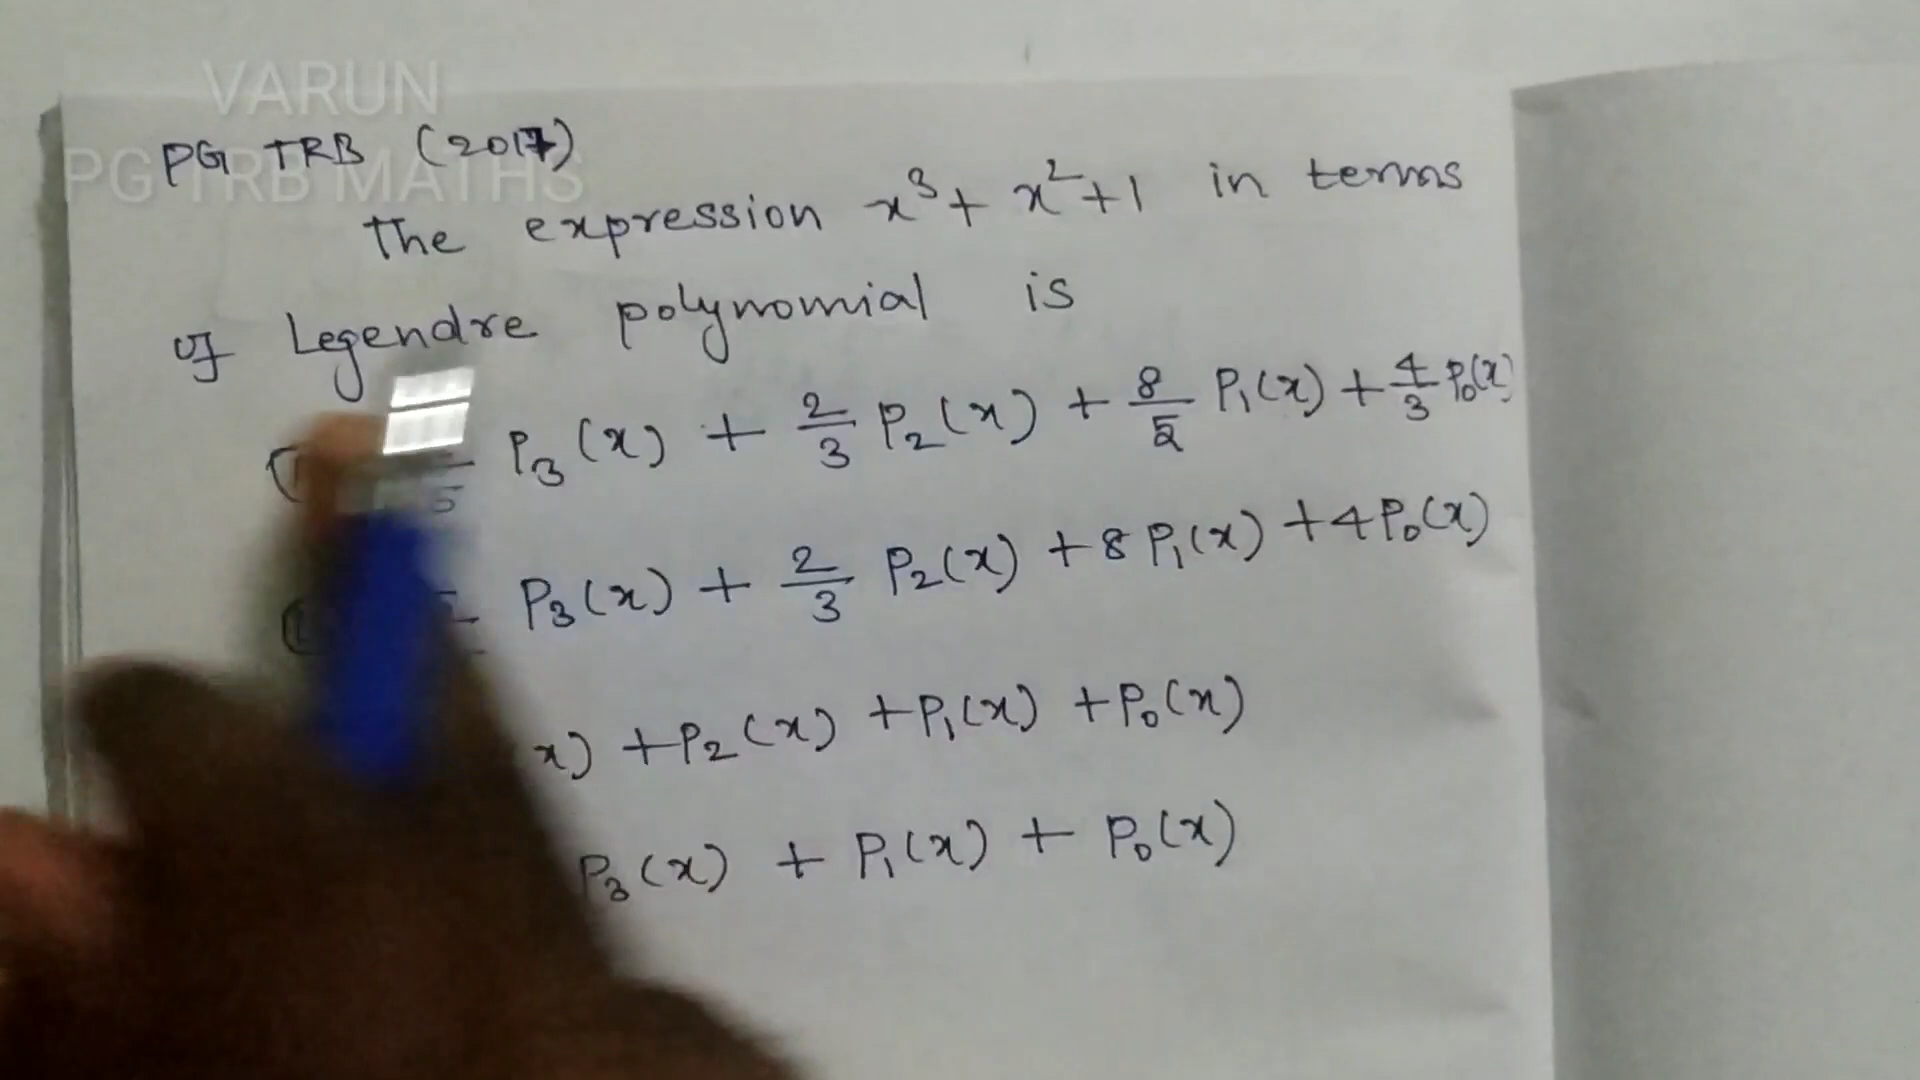 VARUN
PG TRB MATHS
PG TRB (2017)
The expression x³ + x² + 1 in terms
of Legendre polynomial is
5 P₃(x) + 2/3 P₂(x) + 8/5 P₁(x) + 4/3 P₀(x)
P₃(x) + 2/3 P₂(x) + 8 P₁(x) + 4 P₀(x)
x) + P₂(x) + P₁(x) + P₀(x)
P₃(x) + P₁(x) + P₀(x)